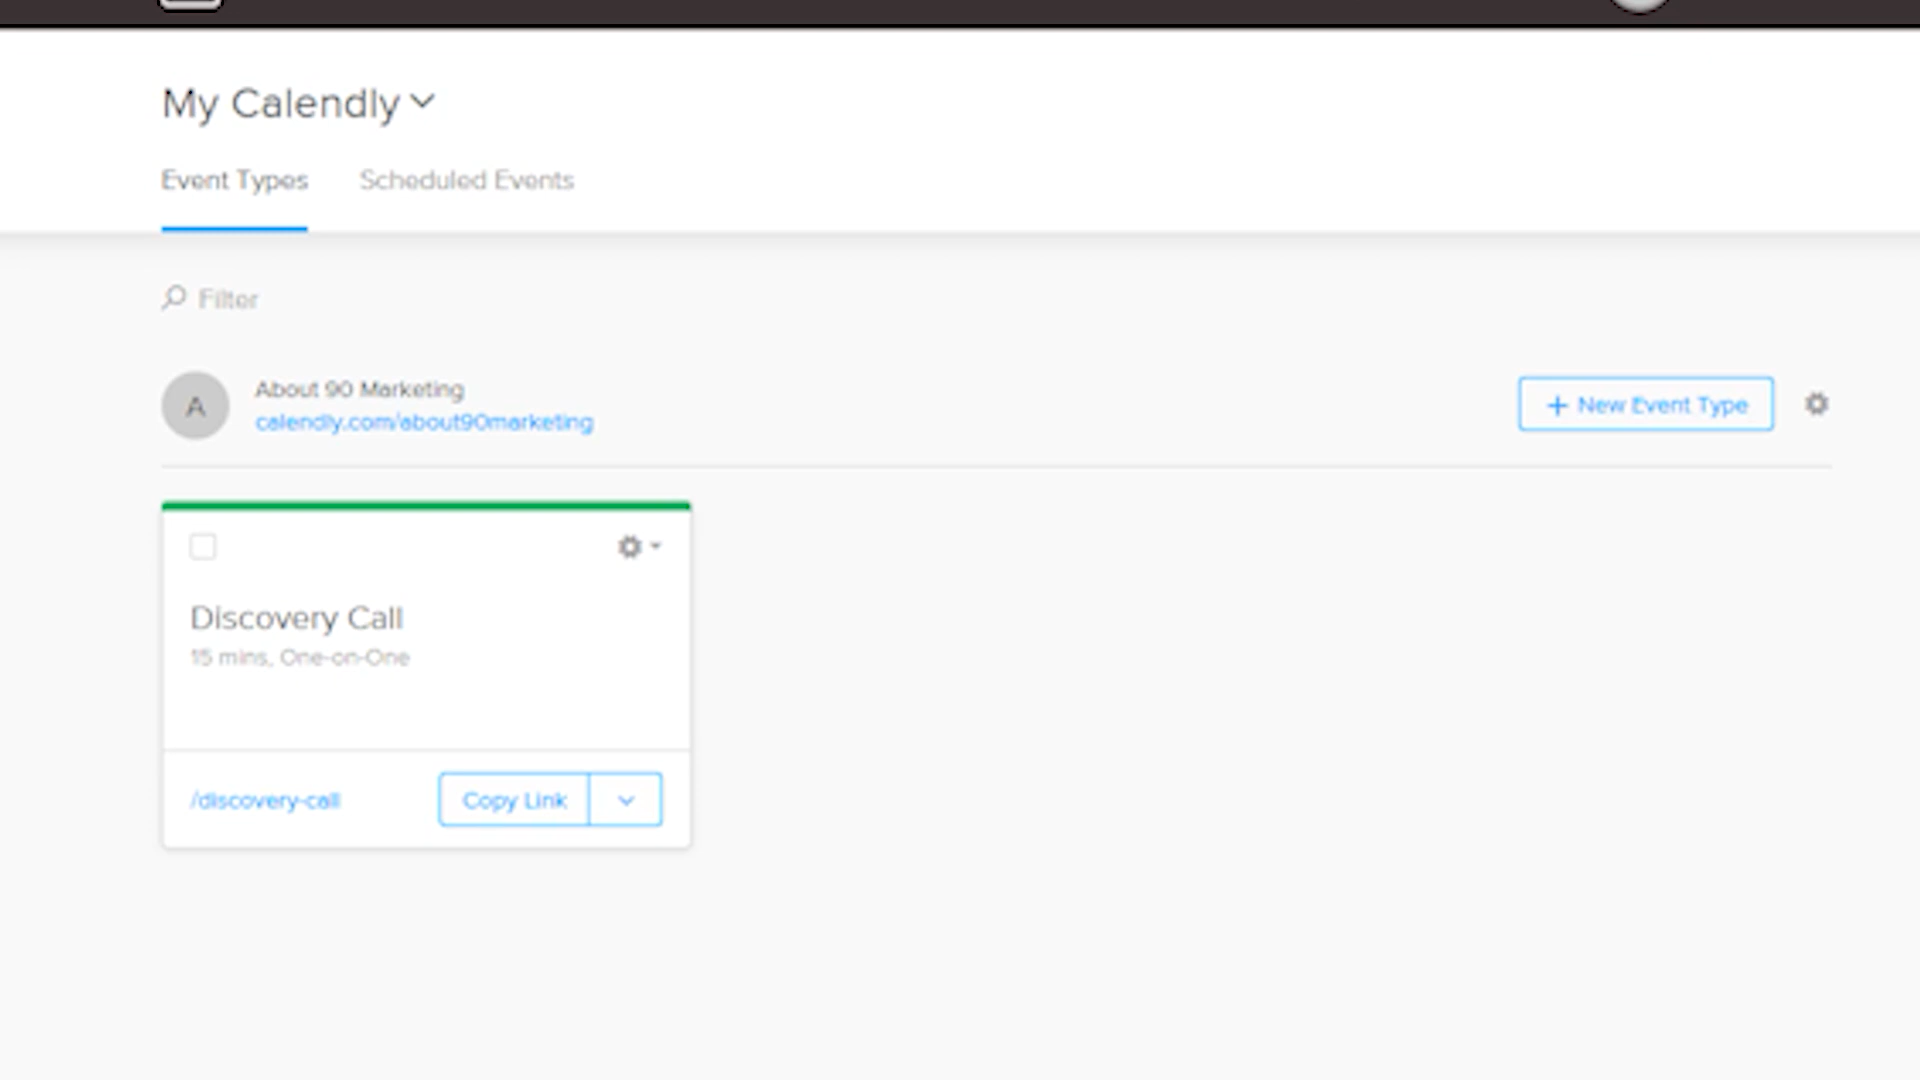 My Calendly
Event Types Scheduled Events
Filter
A
About 90 Marketing
calendly.com/about90marketing
+ New Event Type
Discovery Call
15 mins, One-on-One
/discovery-call
Copy Link